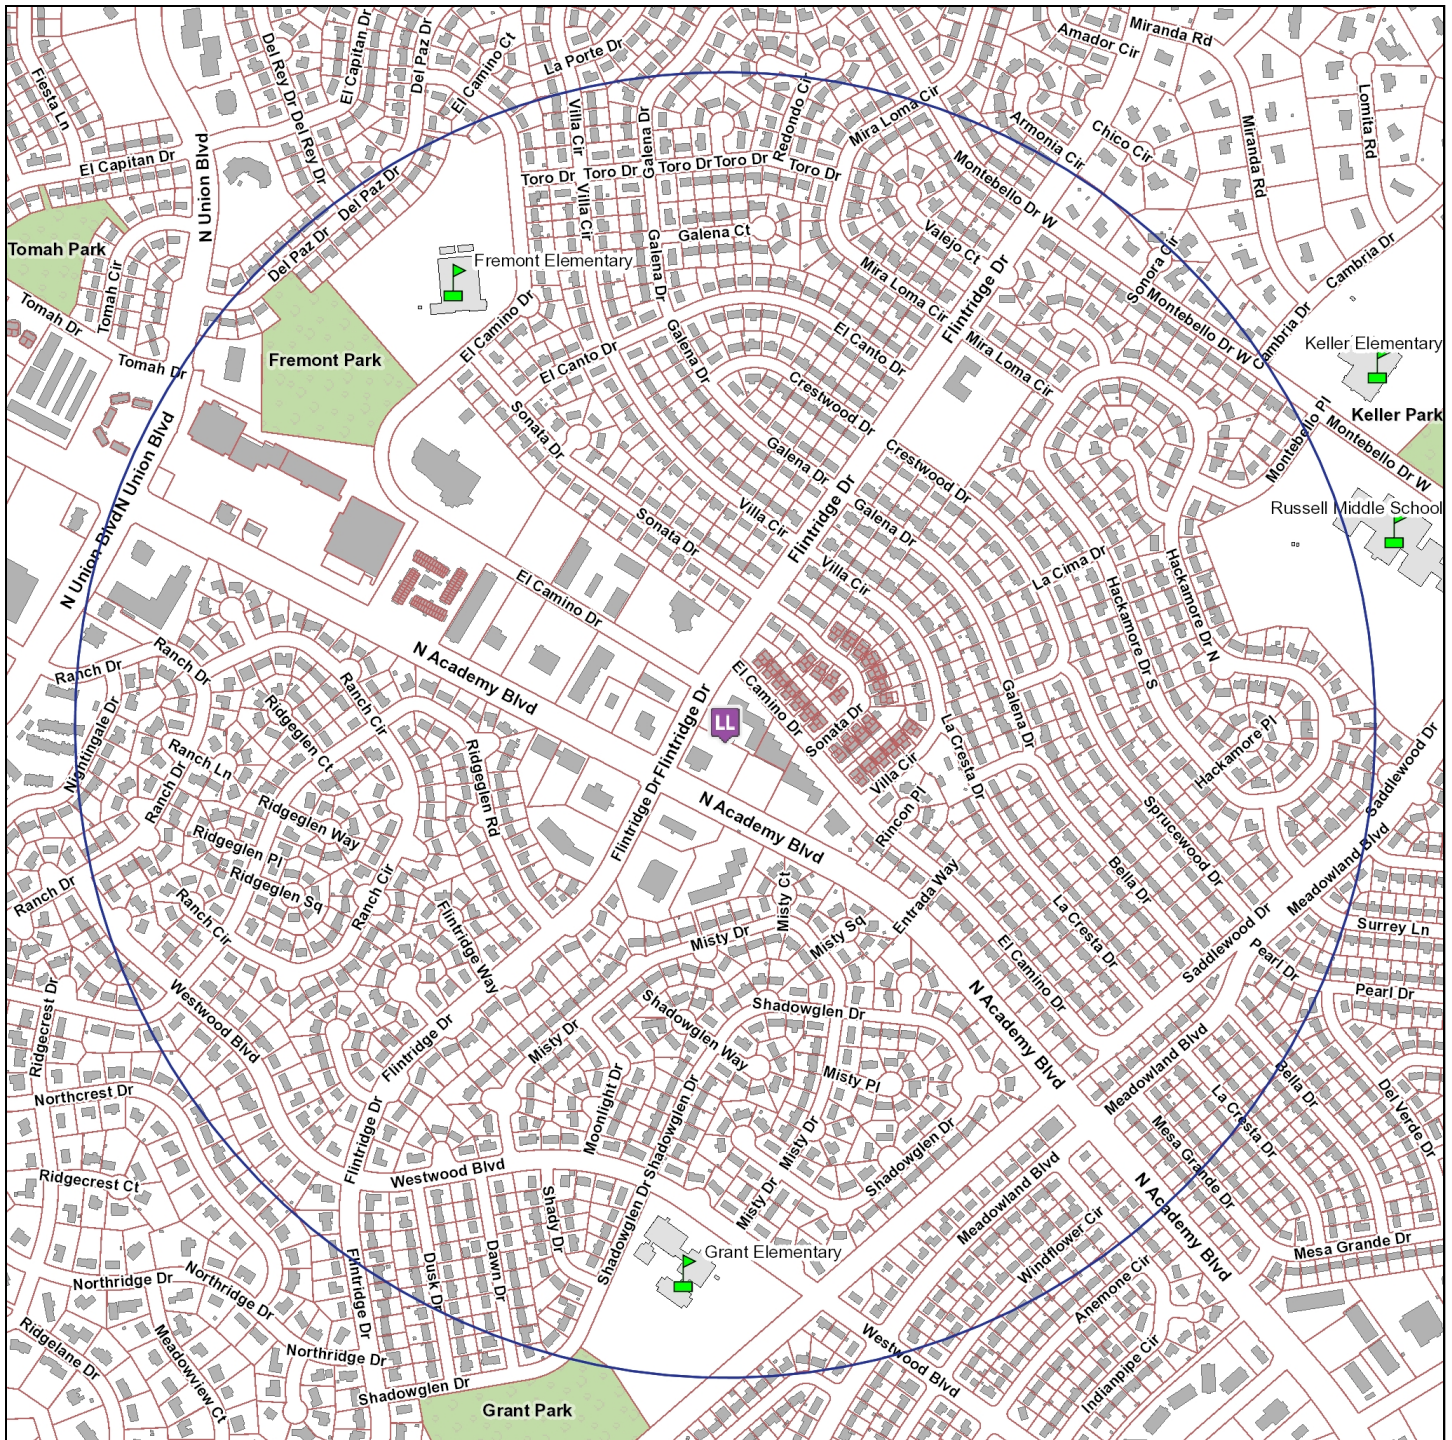 Fiesta Ln
Del Rey Dr
Del Rey Dr
El Capitan Dr
Del Paz Dr
El Camino Ct
La Porte Dr
Amador Cir
Miranda Rd
Redondo Cir
Mira Loma Cir
Armonia Cir
Chico Cir
Miranda Rd
Lomita Rd
El Capitan Dr
N Union Blvd
Villa Cir
Galena Dr
Toro Dr
Toro Dr
Toro Dr
Toro Dr
Toro Dr
Villa Cir
Montebello Dr W
Del Paz Dr
Del Paz Dr
Tomah Park
Tomah Cir
Tomah Dr
Tomah Dr
Galena Ct
Galena Dr
Valejo Ct
Mira Loma Cir
Flintridge Dr
Sonora Cir
Cambria Dr
Montebello Dr W
Cambria Dr
Fremont Elementary
El Camino Dr
Fremont Park
El Canto Dr
Galena Dr
El Canto Dr
Mira Loma Cir
Keller Elementary
Keller Park
Crestwood Dr
Montebello Pl
Montebello Dr W
Sonata Dr
Galena Dr
Crestwood Dr
N Union Blvd
N Union Blvd
Flintridge Dr
Villa Cir
Galena Dr
Sonata Dr
Russell Middle School
La Cima Dr
Hackamore Dr N
Hackamore Dr S
Villa Cir
El Camino Dr
N Academy Blvd
Ranch Dr
Ranch Dr
Ranch Cir
Ridgeglen Ct
Nightingale Dr
El Camino Dr
Flintridge Dr
LL
Sonata Dr
Villa Cir
Rincon Pl
La Cresta Dr
Galena Dr
Hackamore Pl
Saddlewood Dr
Ranch Ln
Ranch Dr
Ridgeglen Way
Ridgeglen Pl
Ridgeglen Sq
Ridgeglen Rd
Ranch Cir
Ranch Cir
Ranch Dr
Flintridge Dr
N Academy Blvd
Sprucewood Dr
Bella Dr
Meadowland Blvd
Surrey Ln
Pearl Dr
Pearl Dr
Saddlewood Dr
La Cresta Dr
El Camino Dr
Entrada Way
Misty Ct
Misty Sq
Misty Dr
Flintridge Way
Shadowglen Way
Shadowglen Dr
N Academy Blvd
Westwood Blvd
Ridgecrest Dr
Flintridge Dr
Misty Dr
Moonlight Dr
Misty Pl
Meadowland Blvd
Bella Dr
La Cresta Dr
Del Verde Dr
Northcrest Dr
Flintridge Dr
Shadowglen Dr
Misty Dr
Shadowglen Dr
Mesa Grande Dr
Ridgecrest Ct
Westwood Blvd
Misty Dr
Meadowland Blvd
N Academy Blvd
Shady Dr
Shadowglen Dr
Windflower Cir
Mesa Grande Dr
Grant Elementary
Northridge Dr
Northridge Dr
Flintridge Dr
Dusk Dr
Dawn Dr
Anemone Cir
Ridgelane Dr
Meadowview Ct
Northridge Dr
Westwood Blvd
Indianpipe Cir
Shadowglen Dr
Grant Park